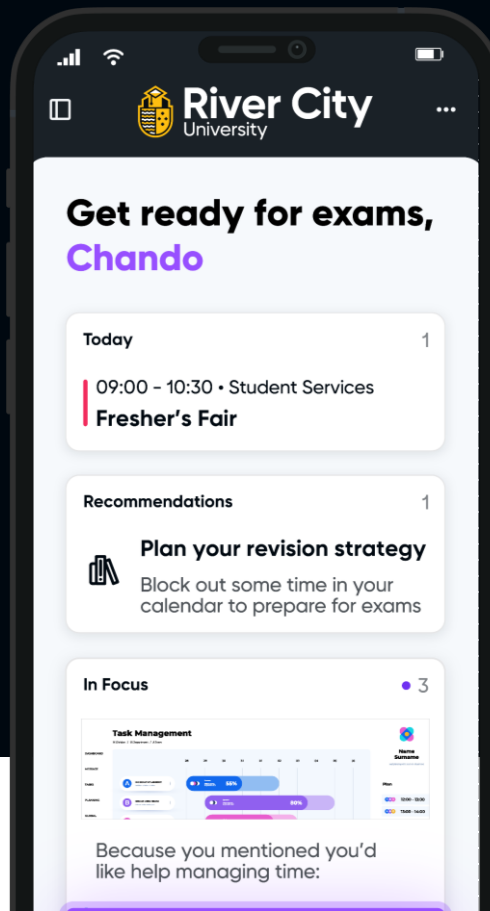 River City
University
Get ready for exams,
Chando
Today 1
09:00 - 10:30 • Student Services
Fresher's Fair
Recommendations 1
Plan your revision strategy
Block out some time in your
calendar to prepare for exams
In Focus 3
Task Management
Name
Surname
Plan
55%
60%
Because you mentioned you'd
like help managing time: